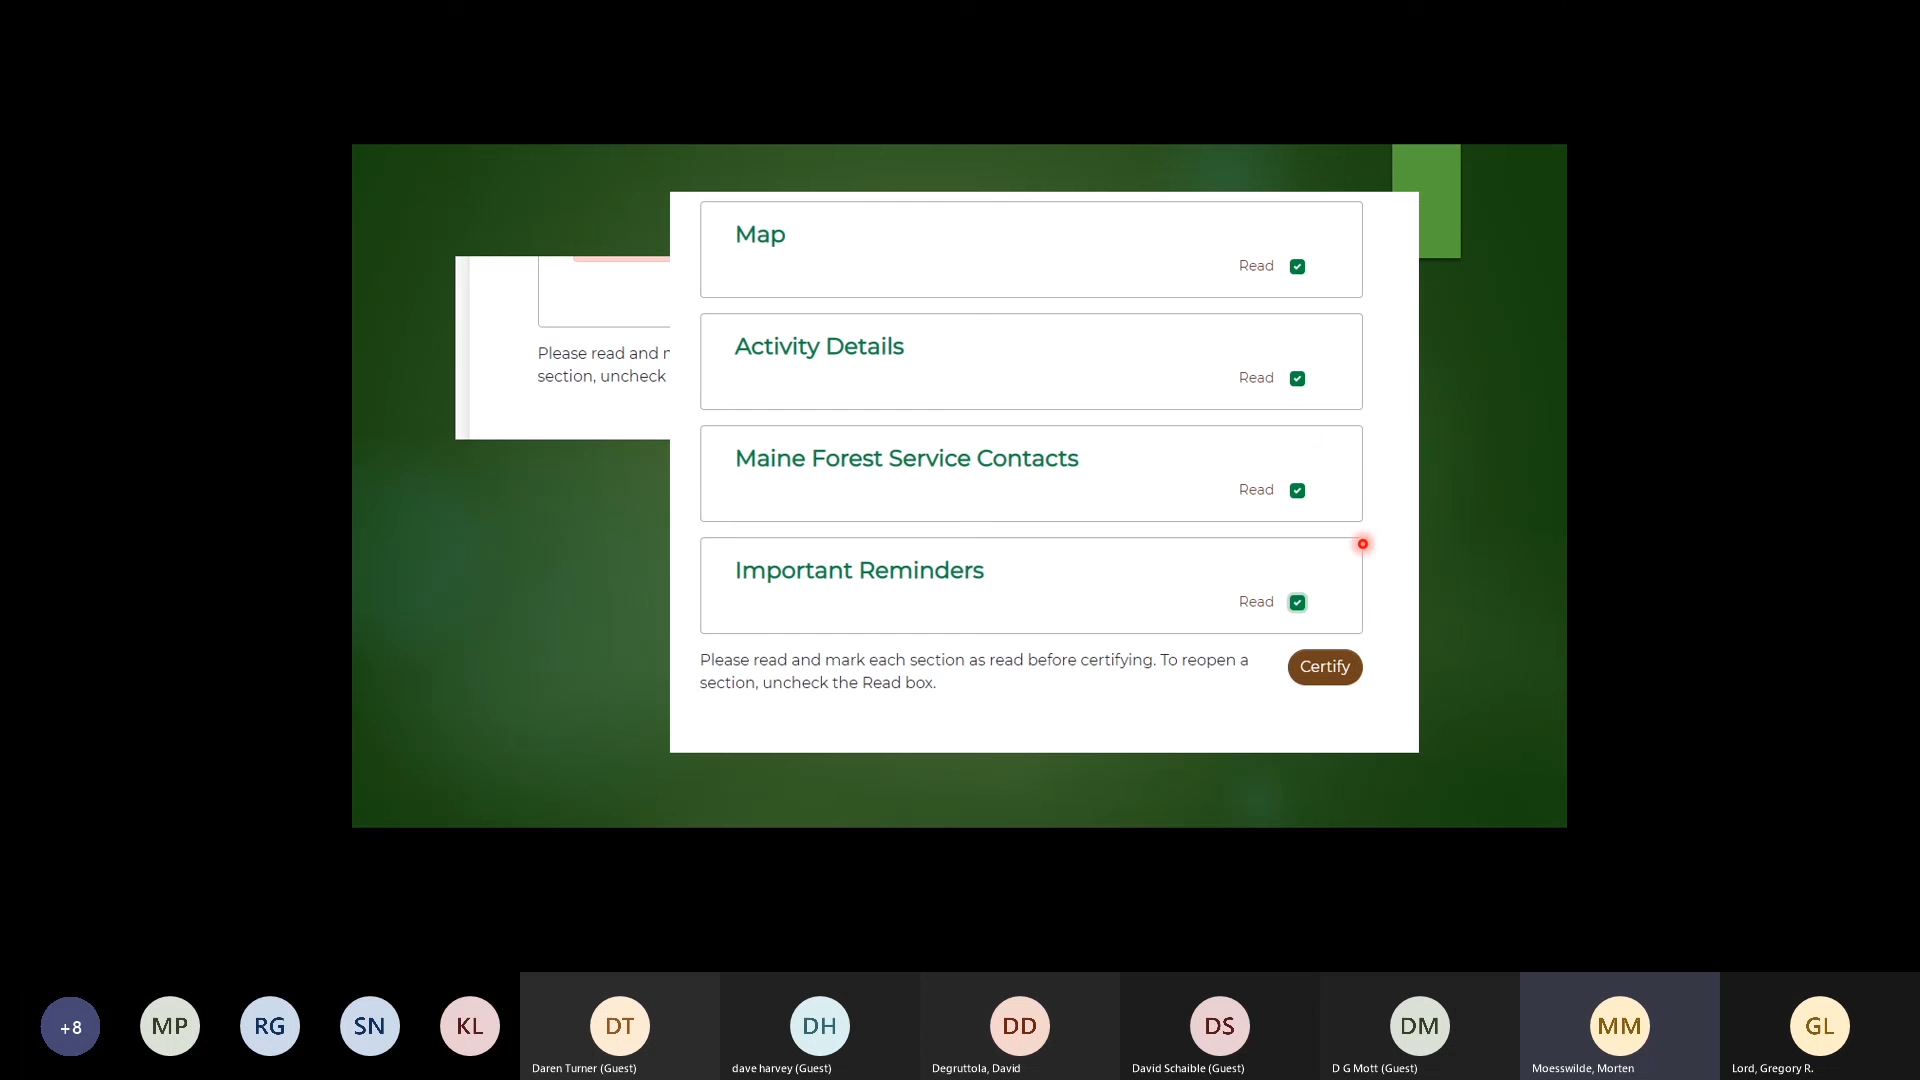 Map
Read
Activity Details
Read
Please read and
section, uncheck
Maine Forest Service Contacts
Read
Important Reminders
Read
Please read and mark each section as read before certifying. To reopen a
section, uncheck the Read box.
Certify
+8
MP
RG
SN
KL
DT
Daren Turner (Guest)
DH
dave harvey (Guest)
DD
Degruttola, David
DS
David Schaible (Guest)
DM
D G Mott (Guest)
MM
Moesswilde, Morten
GL
Lord, Gregory R.